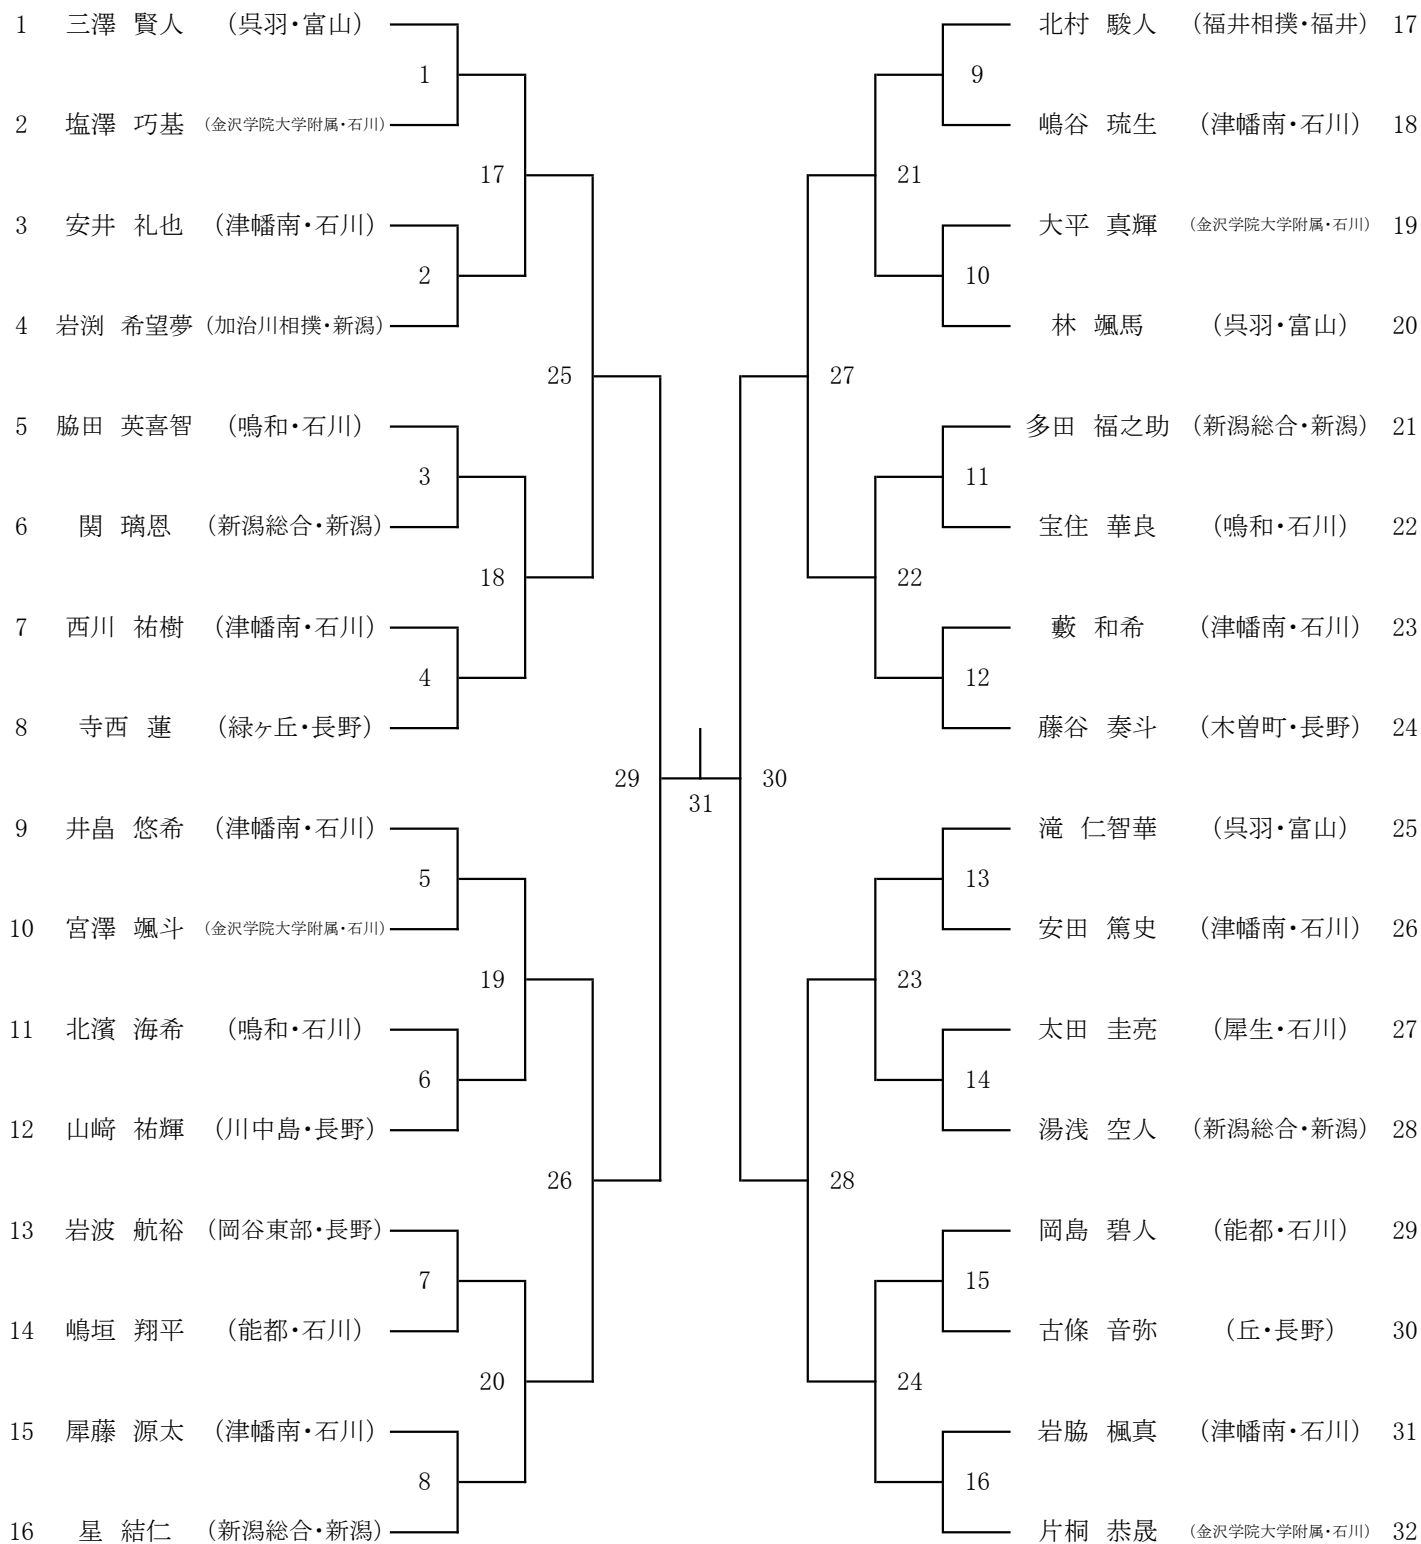 1 三澤 賢人 （呉羽・富山）
1
2 塩澤 巧基 （金沢学院大学附属・石川）
17
3 安井 礼也 （津幡南・石川）
2
4 岩渕 希望夢 （加治川相撲・新潟）
25
5 脇田 英喜智 （鳴和・石川）
3
6 関 璃恩 （新潟総合・新潟）
18
7 西川 祐樹 （津幡南・石川）
4
8 寺西 蓮 （緑ヶ丘・長野）
29
9 井畠 悠希 （津幡南・石川）
5
10 宮澤 颯斗 （金沢学院大学附属・石川）
19
11 北濱 海希 （鳴和・石川）
6
12 山﨑 祐輝 （川中島・長野）
26
13 岩波 航裕 （岡谷東部・長野）
7
14 嶋垣 翔平 （能都・石川）
20
15 犀藤 源太 （津幡南・石川）
8
16 星 結仁 （新潟総合・新潟）
31
北村 駿人 （福井相撲・福井） 17
9
嶋谷 琉生 （津幡南・石川） 18
21
大平 真輝 （金沢学院大学附属・石川） 19
10
林 颯馬 （呉羽・富山） 20
27
多田 福之助 （新潟総合・新潟） 21
11
宝住 華良 （鳴和・石川） 22
22
藪 和希 （津幡南・石川） 23
12
藤谷 奏斗 （木曽町・長野） 24
30
滝 仁智華 （呉羽・富山） 25
13
安田 篤史 （津幡南・石川） 26
23
太田 圭亮 （犀生・石川） 27
14
湯浅 空人 （新潟総合・新潟） 28
28
岡島 碧人 （能都・石川） 29
15
古條 音弥 （丘・長野） 30
24
岩脇 楓真 （津幡南・石川） 31
16
片桐 恭晟 （金沢学院大学附属・石川） 32